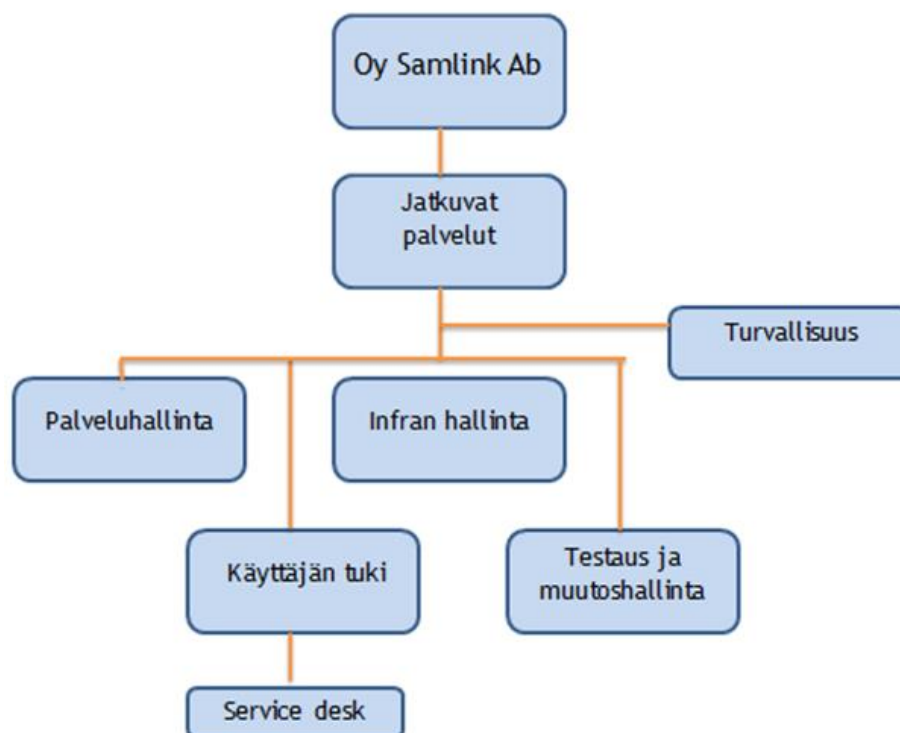 Oy Samlink Ab
Jatkuvat
palvelut
Turvallisuus
Palveluhallinta
Infran hallinta
Käyttäjän tuki
Testaus ja
muutoshallinta
Service desk